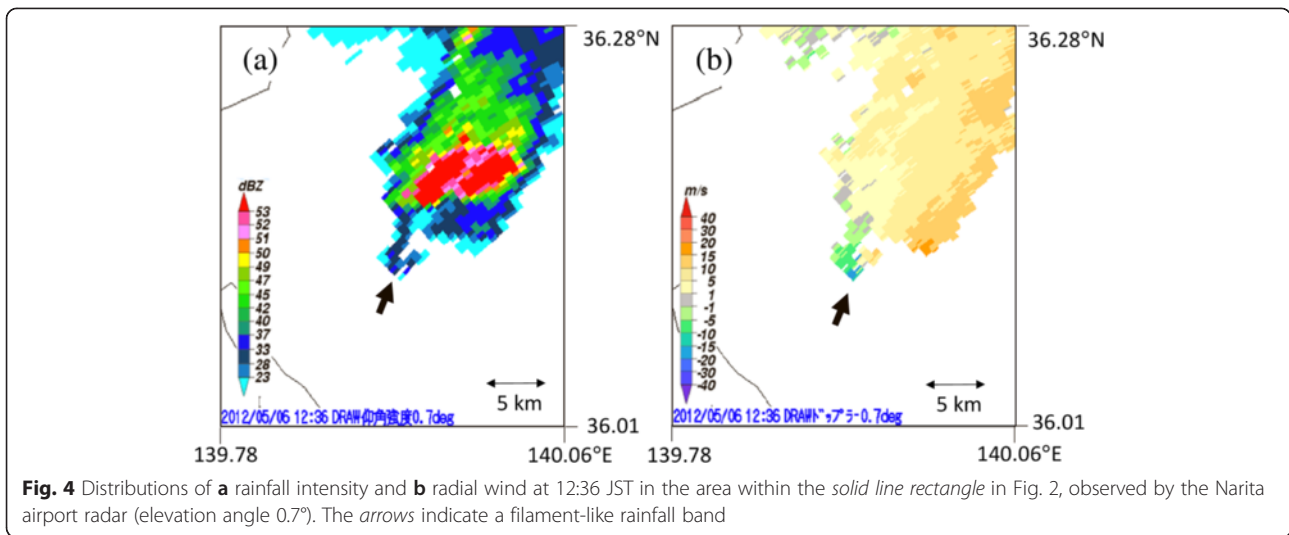 (a)
36.28°N
dBZ
53
52
51
50
49
47
45
42
40
37
33
28
23
5 km
2012/05/06 12:36 DRAW仰角強度0.7deg
36.01
139.78
140.06°E
(b)
36.28°N
m/s
40
30
20
15
10
5
1
-1
-5
-10
-15
-20
-30
-40
5 km
2012/05/06 12:36 DRAWドップラ-0.7deg
36.01
139.78
140.06°E
Fig. 4 Distributions of a rainfall intensity and b radial wind at 12:36 JST in the area within the solid line rectangle in Fig. 2, observed by the Narita
airport radar (elevation angle 0.7°). The arrows indicate a filament-like rainfall band